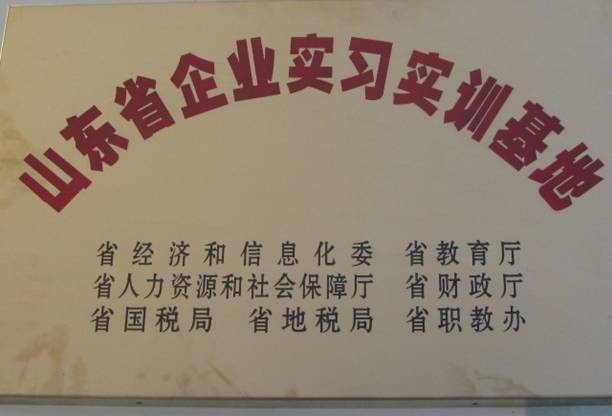 山东省企业实习实训基地
省经济和信息化委 省教育厅
省人力资源和社会保障厅 省财政厅
省国税局 省地税局 省职教办